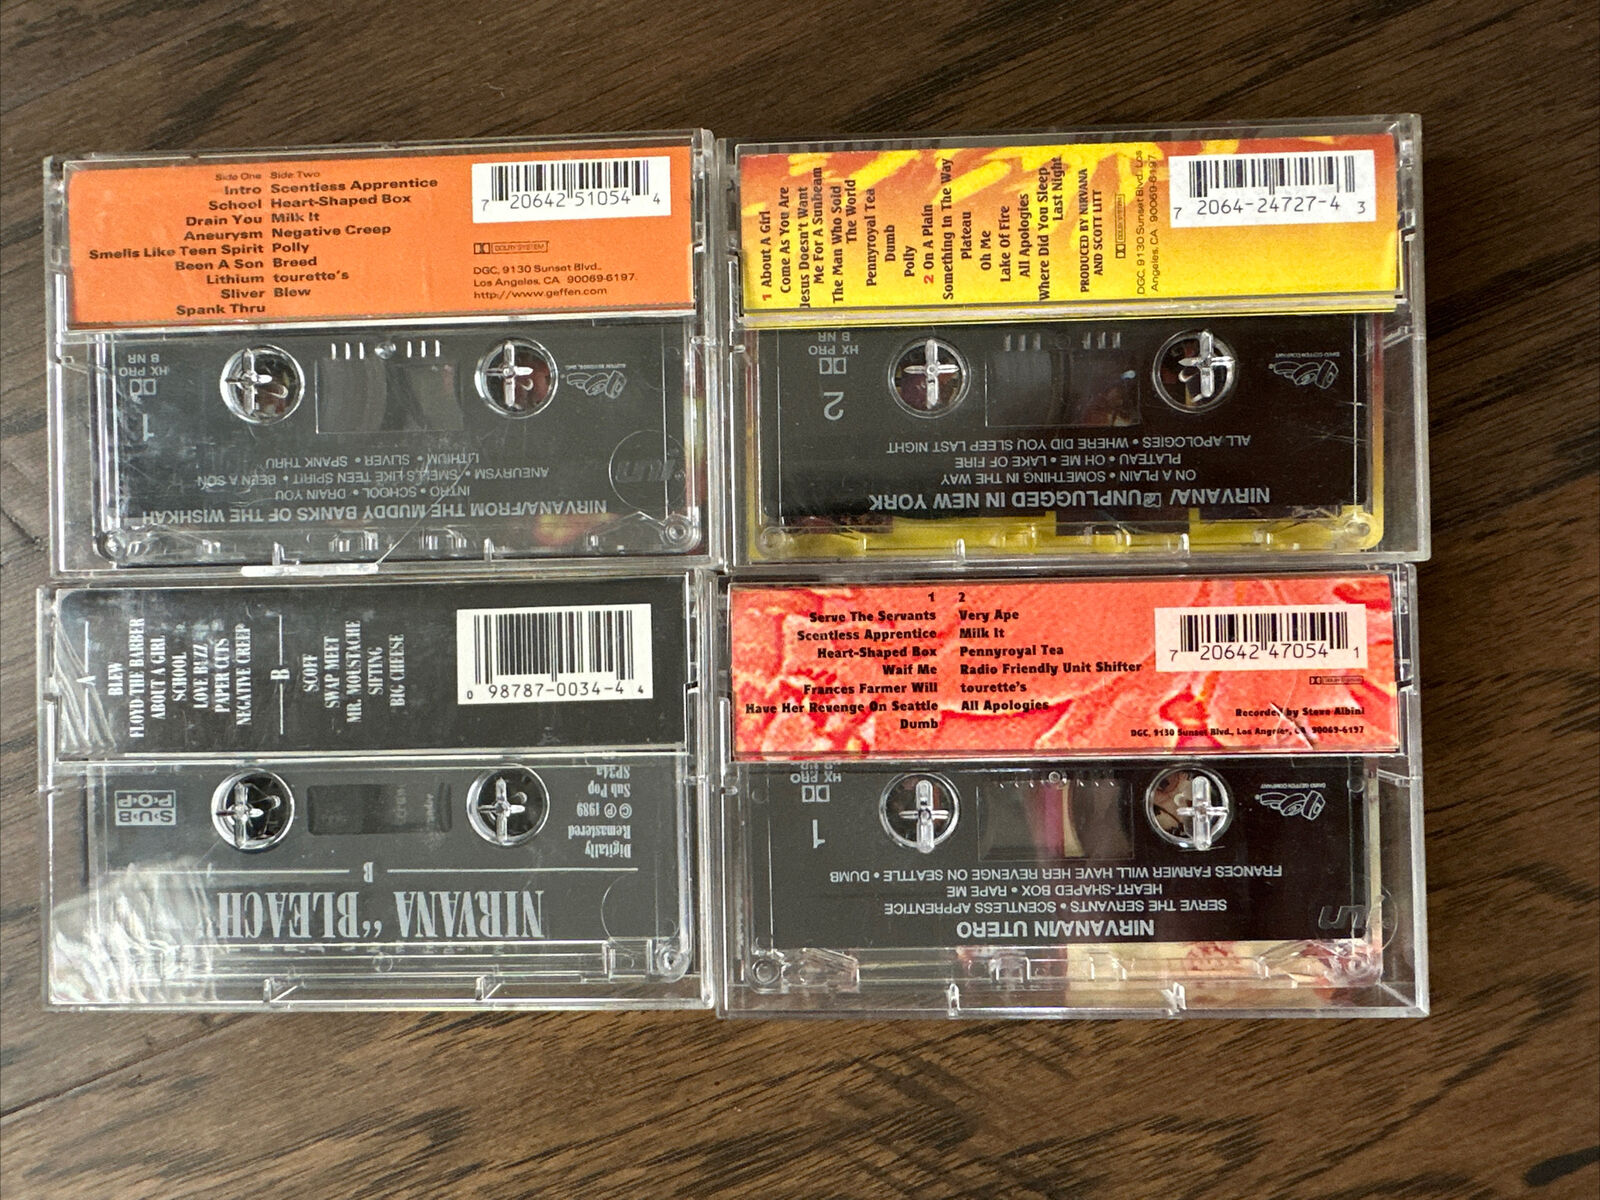 Side One Side Two
Intro Scentless Apprentice
School Heart-Shaped Box
Drain You Milk It
Aneurysm Negative Creep
Smells Like Teen Spirit Polly
Been A Son Breed
Lithium tourette's
Sliver Blew
Spank Thru
7 20642 51054 4
DOLBY SYSTEM
DGC, 9130 Sunset Blvd.,
Los Angeles, CA 90069-6197.
http://www.geffen.com
HX PRO
B NR
1
LITHIUM • SLIVER • SPANK THRU
ANEURYSM • SMELLS LIKE TEEN SPIRIT • BEEN A SON
INTRO • SCHOOL • DRAIN YOU
NIRVANA/FROM THE MUDDY BANKS OF THE WISHKAH
1 About A Girl
Come As You Are
Jesus Doesn't Want
Me For A Sunbeam
The Man Who Sold
The World
Pennyroyal Tea
Dumb
Polly
2 On A Plain
Something In The Way
Plateau
Oh Me
Lake Of Fire
All Apologies
Where Did You Sleep
Last Night
PRODUCED BY NIRVANA
AND SCOTT LITT
DOLBY SYSTEM
DGC, 9130 Sunset Blvd. Los
Angeles, CA 90069-6197
7 2064-24727-4 3
HX PRO
B NR
2
DAVID GEFFEN COMPANY
ALL APOLOGIES • WHERE DID YOU SLEEP LAST NIGHT
PLATEAU • OH ME • LAKE OF FIRE
ON A PLAIN • SOMETHING IN THE WAY
NIRVANA/ UNPLUGGED IN NEW YORK
A
BLEW
FLOYD THE BARBER
ABOUT A GIRL
SCHOOL
LOVE BUZZ
PAPER CUTS
NEGATIVE CREEP
B
SCOFF
SWAP MEET
MR. MOUSTACHE
SIFTING
BIG CHEESE
0 98787-0034-4 4
SUB
POP
Digitally
Remastered
© ℗ 1989
Sub Pop
SP34a
B
NIRVANA "BLEACH"
1 2
Serve The Servants Very Ape
Scentless Apprentice Milk It
Heart-Shaped Box Pennyroyal Tea
Waif Me Radio Friendly Unit Shifter
Frances Farmer Will tourette's
Have Her Revenge On Seattle All Apologies
Dumb
7 20642 47054 1
DOLBY SYSTEM
Recorded by Steve Albini
DGC, 9130 Sunset Blvd., Los Angeles, CA 90069-6197
HX PRO
1
DAVID GEFFEN COMPANY
FRANCES FARMER WILL HAVE HER REVENGE ON SEATTLE • DUMB
HEART-SHAPED BOX • RAPE ME
SERVE THE SERVANTS • SCENTLESS APPRENTICE
NIRVANA/IN UTERO